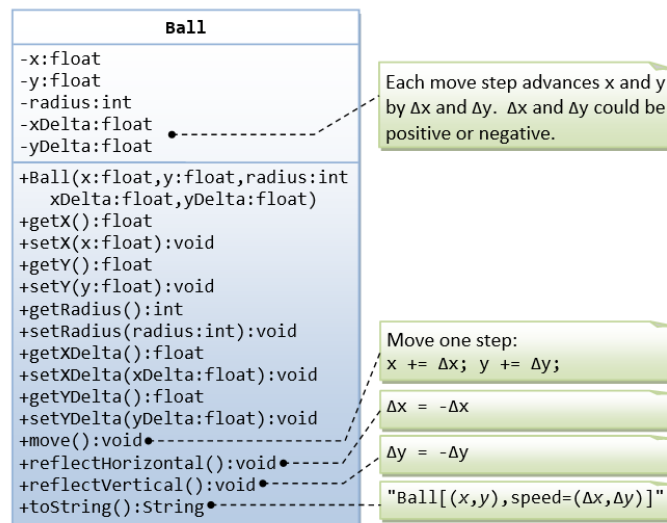 Ball
-x:float
-y:float
-radius:int
-xDelta:float
-yDelta:float
Each move step advances x and y
by Δx and Δy.  Δx and Δy could be
positive or negative.
+Ball(x:float,y:float,radius:int
xDelta:float,yDelta:float)
+getX():float
+setX(x:float):void
+getY():float
+setY(y:float):void
+getRadius():int
+setRadius(radius:int):void
+getXDelta():float
+setXDelta(xDelta:float):void
+getYDelta():float
+setYDelta(yDelta:float):void
+move():void
+reflectHorizontal():void
+reflectVertical():void
+toString():String
Move one step:
x += Δx; y += Δy;
Δx = -Δx
Δy = -Δy
"Ball[(x,y),speed=(Δx,Δy)]"